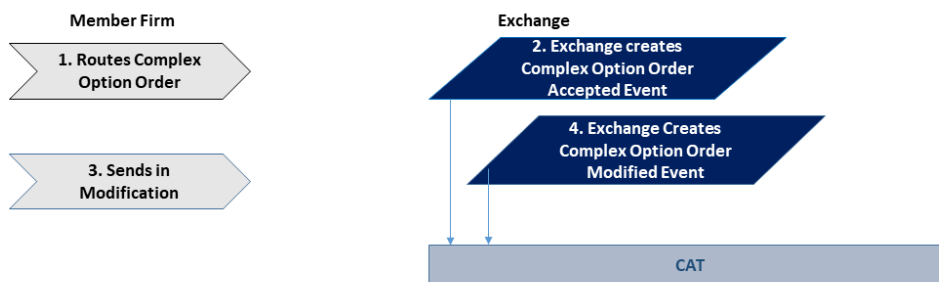 Member Firm
Exchange
1. Routes Complex
Option Order
2. Exchange creates
Complex Option Order
Accepted Event
3. Sends in
Modification
4. Exchange Creates
Complex Option Order
Modified Event
CAT